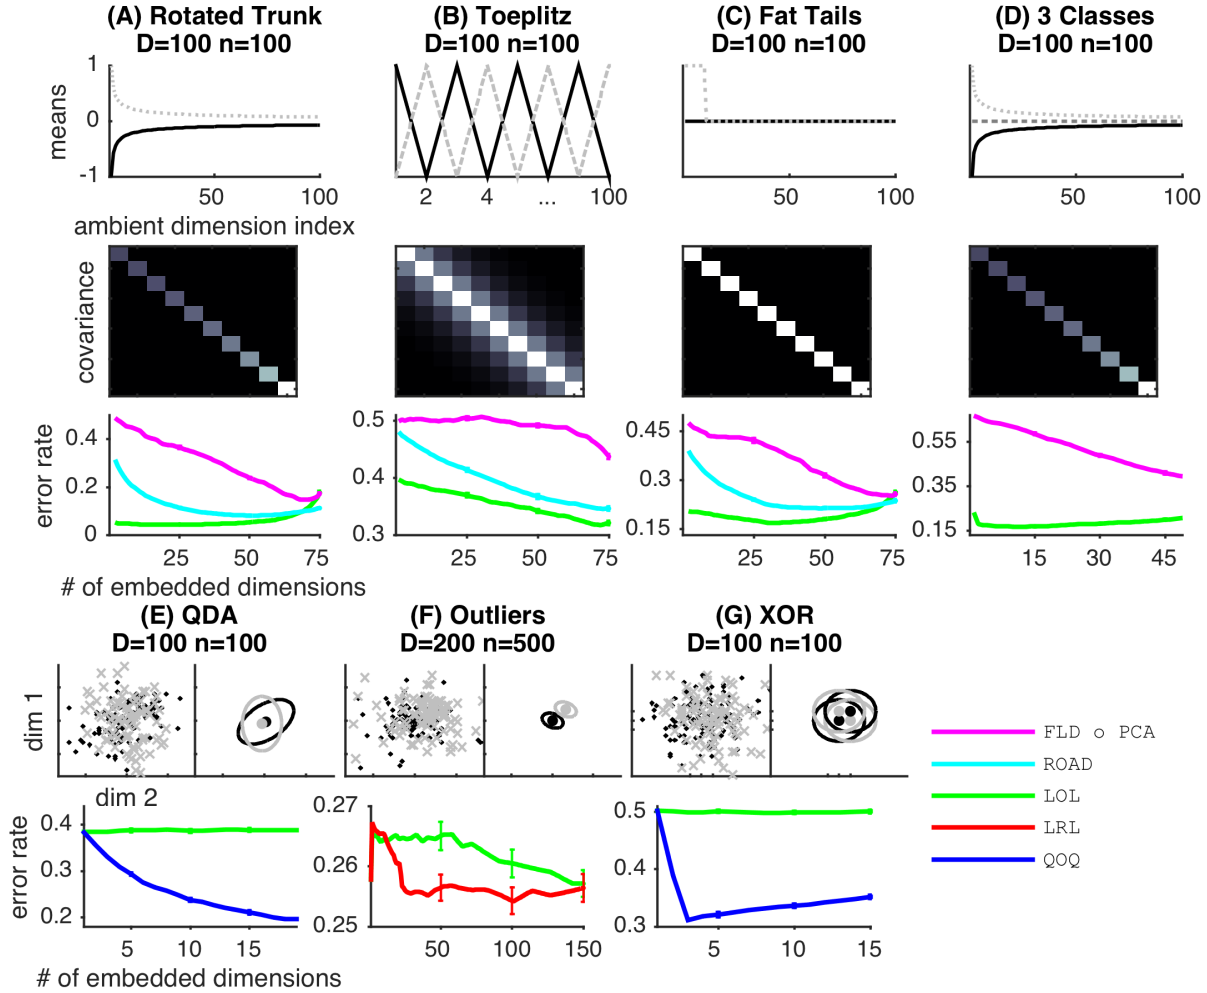 (A) Rotated Trunk
D=100 n=100
(B) Toeplitz
D=100 n=100
(C) Fat Tails
D=100 n=100
(D) 3 Classes
D=100 n=100
means
1
0
-1
50
100
ambient dimension index
2
4
...
100
50
100
50
100
covariance
error rate
0.4
0.2
0
25
50
75
# of embedded dimensions
0.5
0.4
0.3
25
50
75
0.45
0.3
0.15
25
50
75
0.55
0.35
0.15
15
30
45
(E) QDA
D=100 n=100
(F) Outliers
D=200 n=500
(G) XOR
D=100 n=100
dim 1
dim 2
error rate
0.4
0.3
0.2
5
10
15
# of embedded dimensions
0.27
0.26
0.25
50
100
150
0.5
0.4
0.3
5
10
15
FLD o PCA
ROAD
LOL
LRL
QOQ